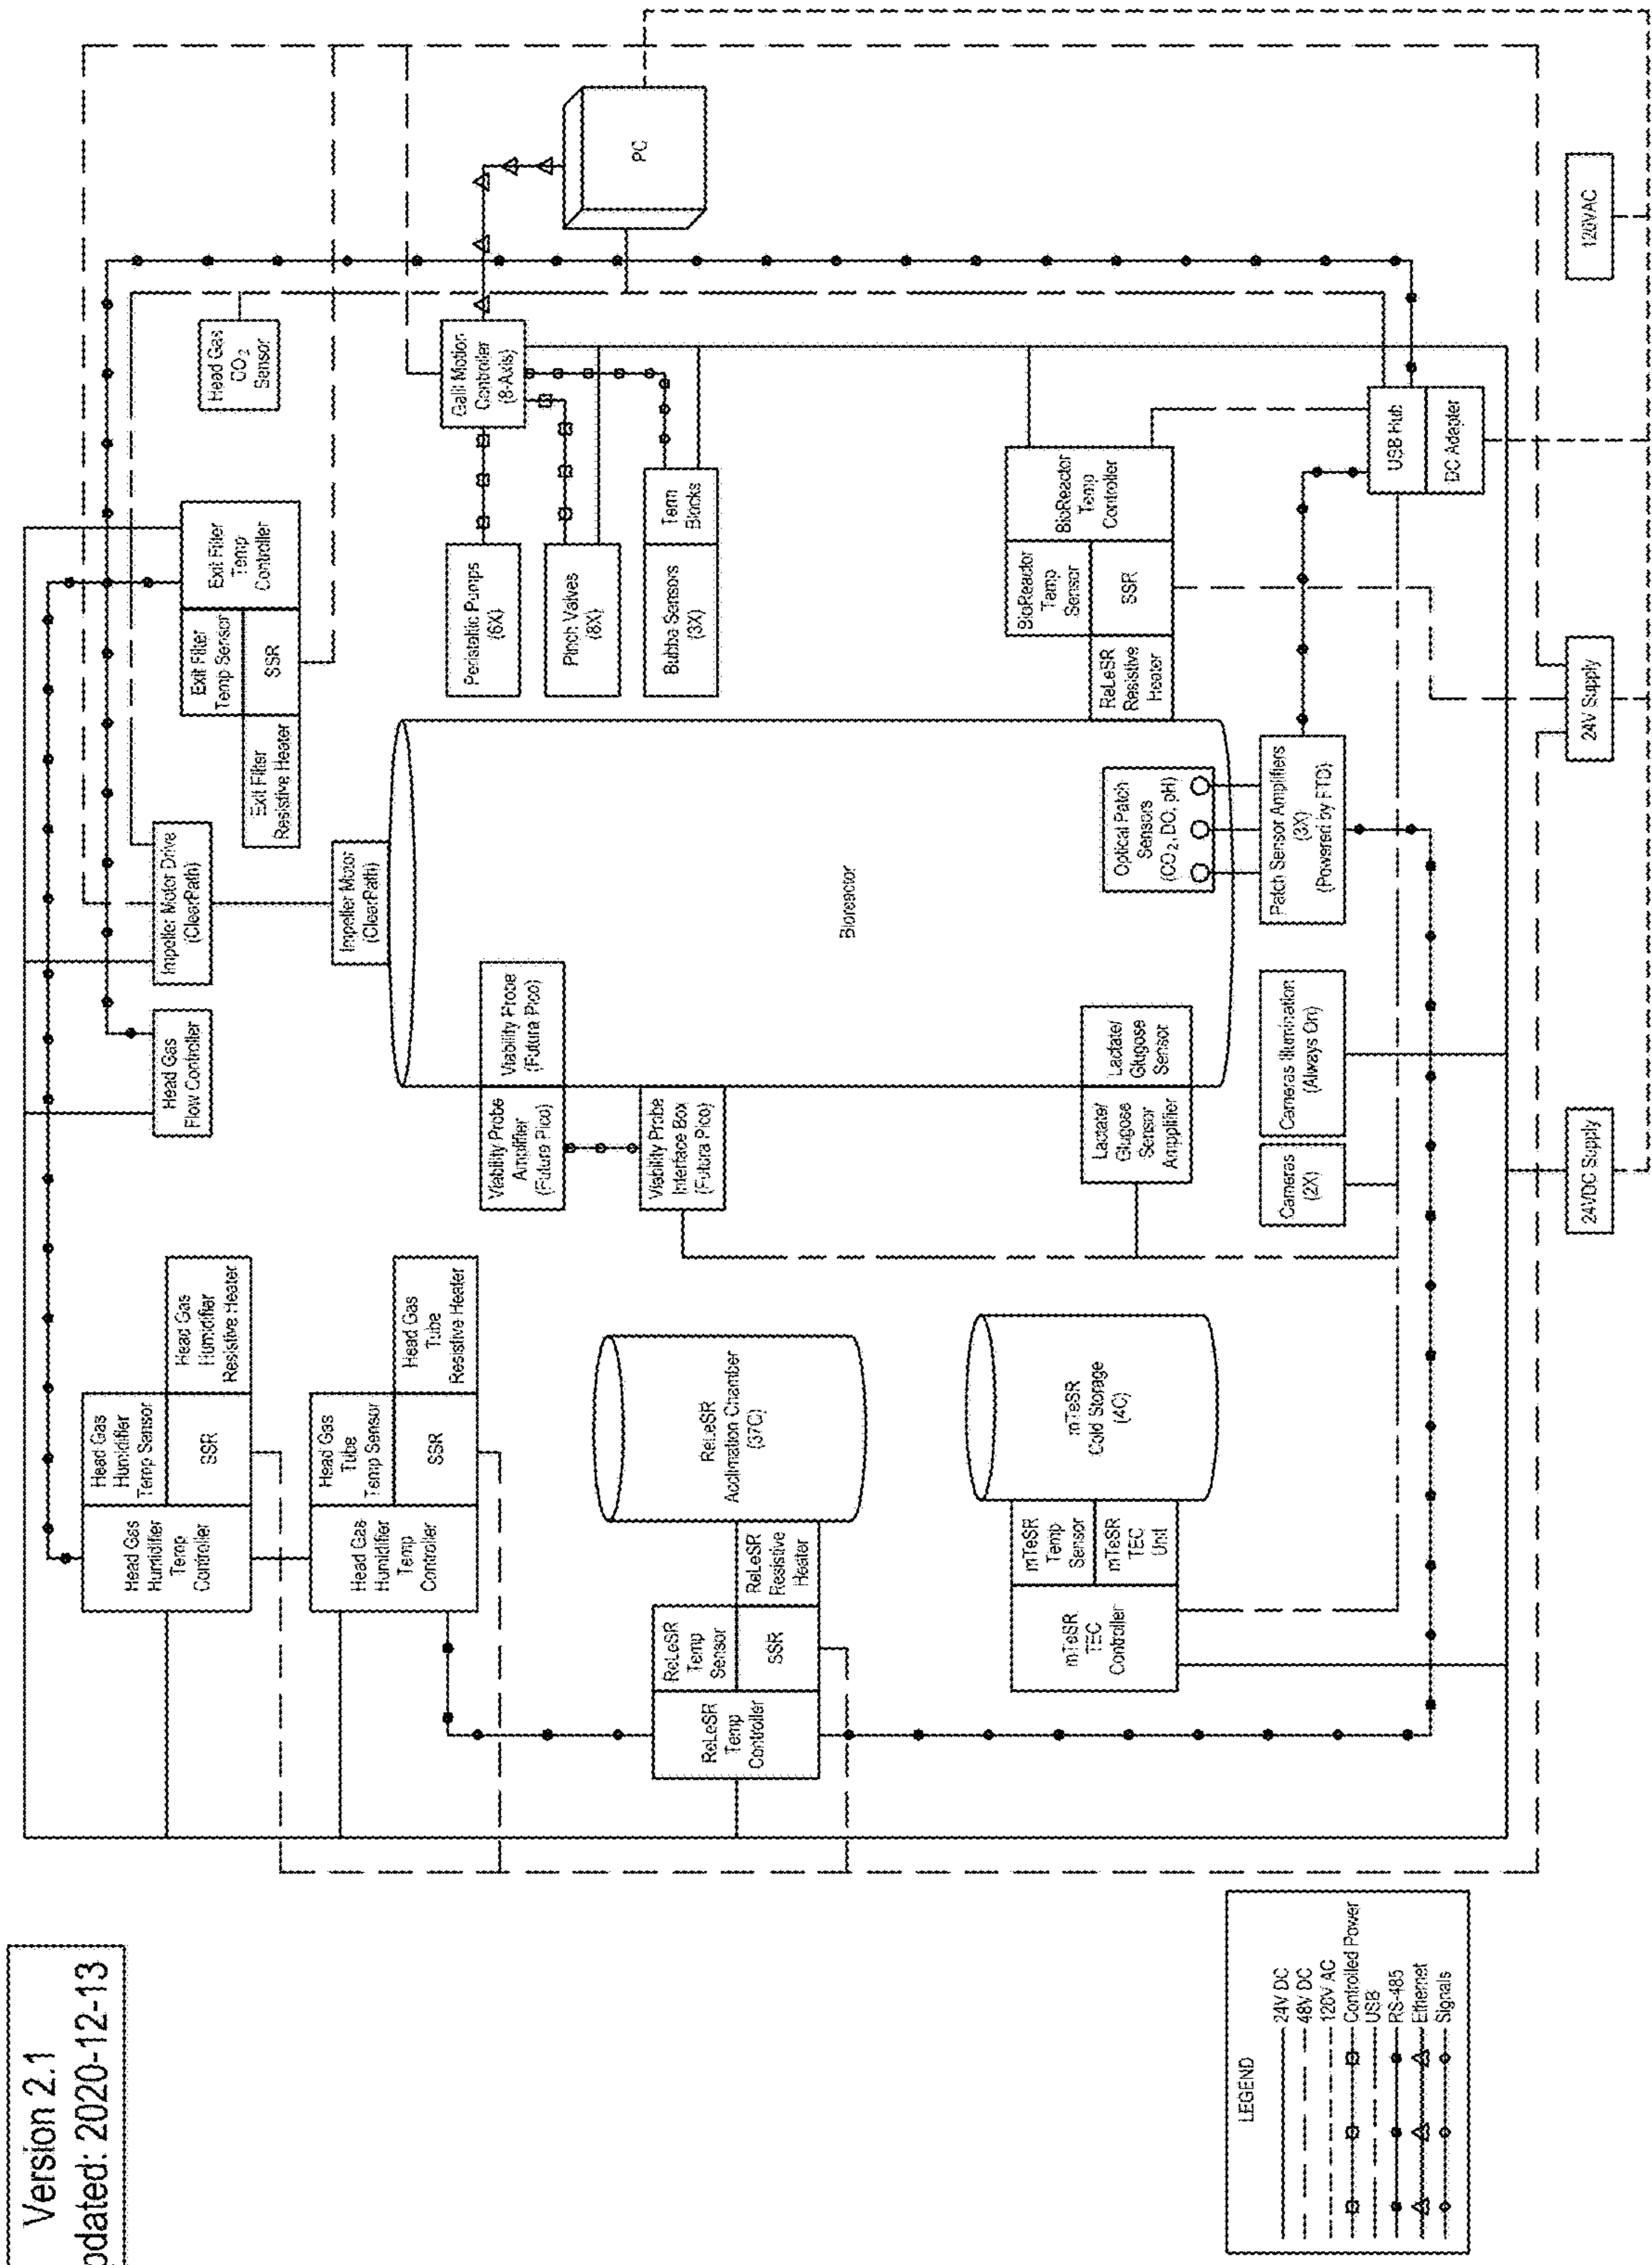 Version 2.1
pdated: 2020-12-13
Head Gas
Humidifier
Temp
Controller
Head Gas
Humidifier
Temp Sensor
SSR
Head Gas
Humidifier
Resistive Heater
Head Gas
Humidifier
Temp
Controller
Head Gas
Tube
Temp Sensor
SSR
Head Gas
Tube
Resistive Heater
ReLeSR
Temp
Controller
ReLeSR
Temp
Sensor
SSR
ReLeSR
Resistive
Heater
ReLeSR
Acclimation Chamber
(37C)
mTeSR
TEC
Controller
mTeSR
Temp
Sensor
mTeSR
TEC
Unit
mTeSR
Cold Storage
(4C)
Head Gas
Flow Controller
Impeller Motor Drive
(ClearPath)
Exit Filter
Resistive Heater
Exit Filter
Temp Sensor
SSR
Exit Filter
Temp
Controller
Head Gas
CO2
Sensor
Impeller Motor
(ClearPath)
Viability Probe
Amplifier
(Future Pico)
Viability Probe
(Futura Pico)
Viability Probe
Interface Box
(Futura Pico)
Bioreactor
Lactate/
Glugose
Sensor
Ampplifier
Lactate/
Glugose
Sensor
Optical Patch
Sensors
(CO2, DO, pH)
Peristaltic Pumps
(6X)
Pinch Valves
(8X)
Bubba Sensors
(3X)
Term
Blocks
Galil Motion
Controller
(8-Axis)
PC
ReLeSR
Resistive
Heater
BioReactor
Temp
Sensor
SSR
BioReactor
Temp
Controller
Cameras
(2X)
Cameras Illumination
(Always On)
Patch Sensor Amplifiers
(3X)
(Powered by FTD)
USB Hub
DC Adapter
24VDC Supply
24V Supply
120VAC
LEGEND
24V DC
48V DC
120V AC
Controlled Power
USB
RS-485
Ethernet
Signals